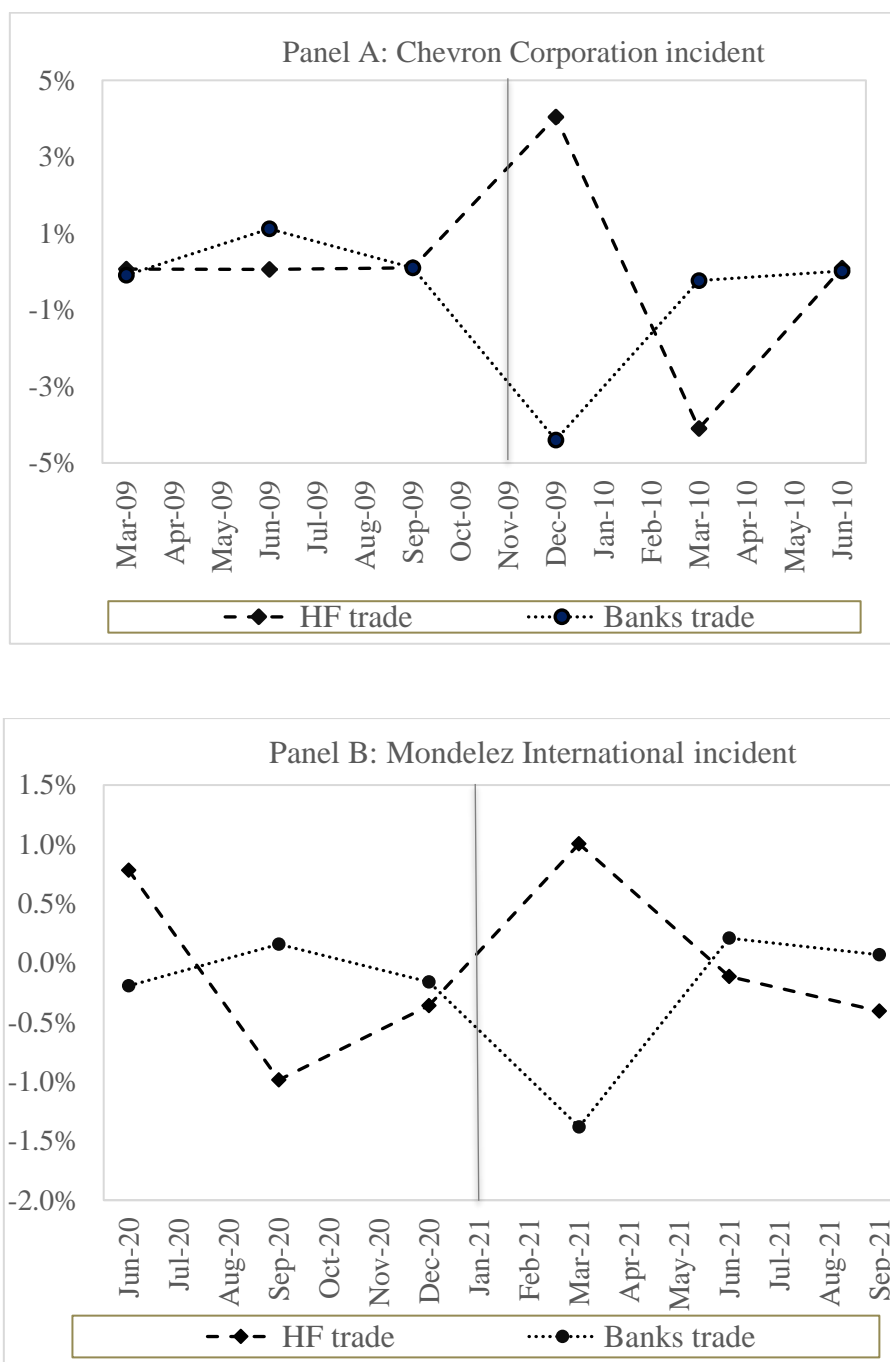 Panel A: Chevron Corporation incident
5%
3%
1%
-1%
-3%
-5%
Mar-09
Apr-09
May-09
Jun-09
Jul-09
Aug-09
Sep-09
Oct-09
Nov-09
Dec-09
Jan-10
Feb-10
Mar-10
Apr-10
May-10
Jun-10
HF trade
Banks trade
Panel B: Mondelez International incident
1.5%
1.0%
0.5%
0.0%
-0.5%
-1.0%
-1.5%
-2.0%
Jun-20
Jul-20
Aug-20
Sep-20
Oct-20
Nov-20
Dec-20
Jan-21
Feb-21
Mar-21
Apr-21
May-21
Jun-21
Jul-21
Aug-21
Sep-21
HF trade
Banks trade